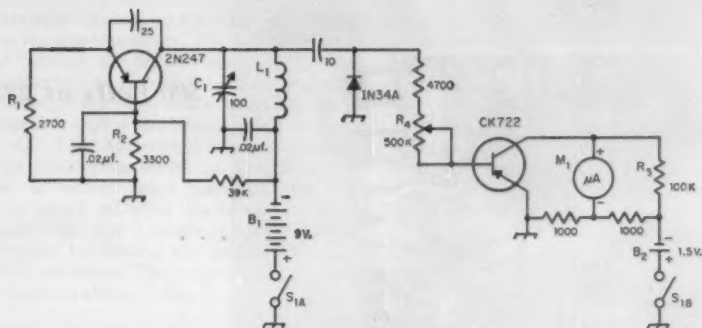 25
2N247
R1
2700
.02µf.
R2
3300
C1
100
L1
.02µf.
39K
B1
9V.
S1A
10
1N34A
4700
R4
500K
CK722
M1
µA
R3
100K
1000
1000
B2
1.5V.
S1B